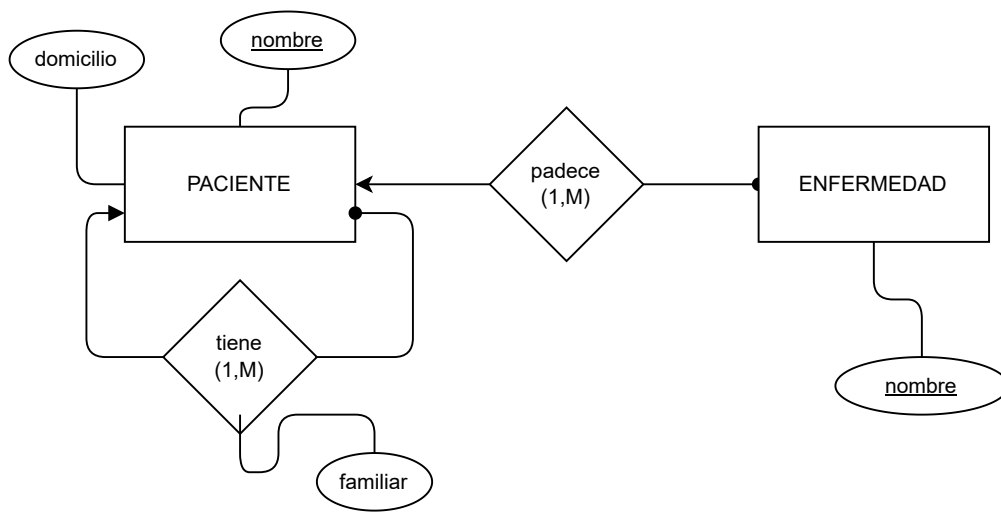 nombre
domicilio
PACIENTE
padece
(1,M)
ENFERMEDAD
tiene
(1,M)
nombre
familiar